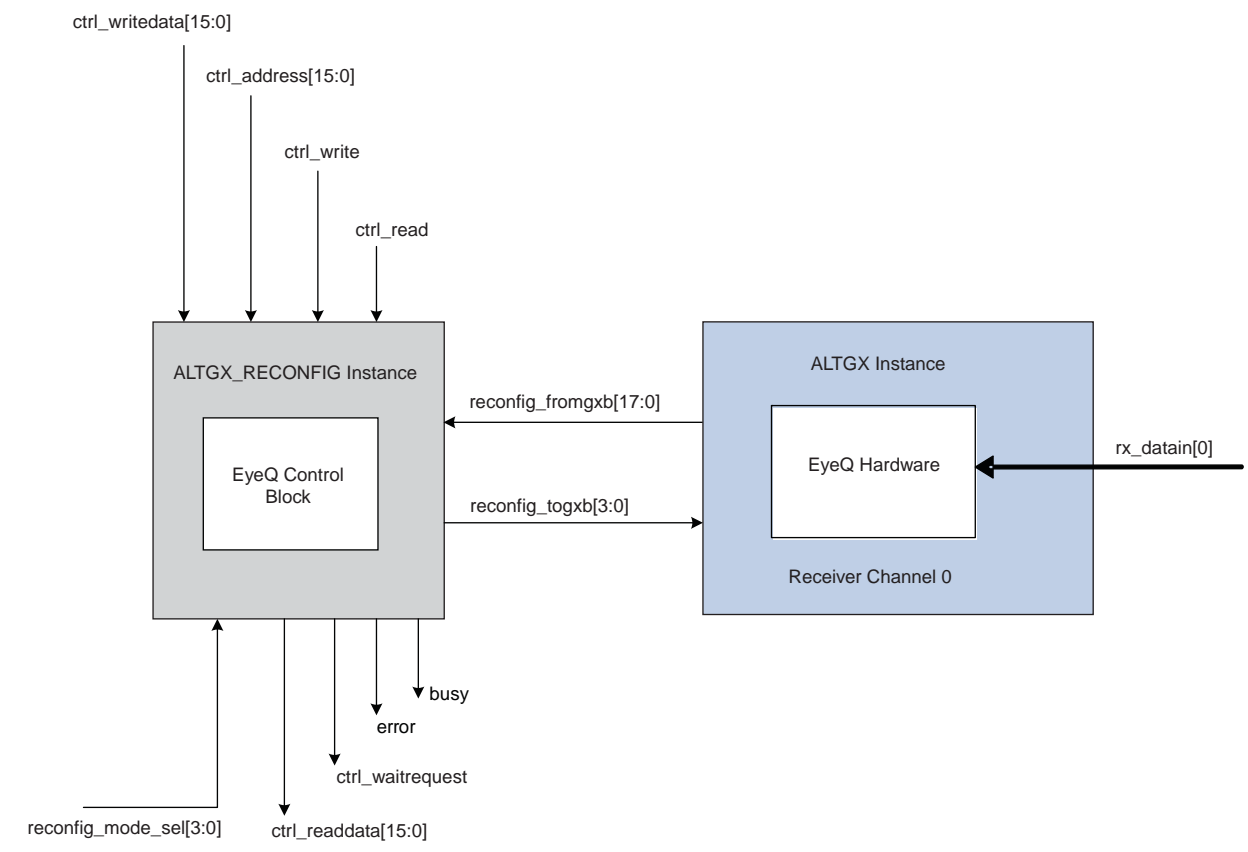 ctrl_writedata[15:0]
ctrl_address[15:0]
ctrl_write
ctrl_read
ALTGX_RECONFIG Instance
EyeQ Control
Block
reconfig_fromgxb[17:0]
reconfig_togxb[3:0]
ALTGX Instance
EyeQ Hardware
Receiver Channel 0
rx_datain[0]
busy
error
ctrl_waitrequest
reconfig_mode_sel[3:0]
ctrl_readdata[15:0]